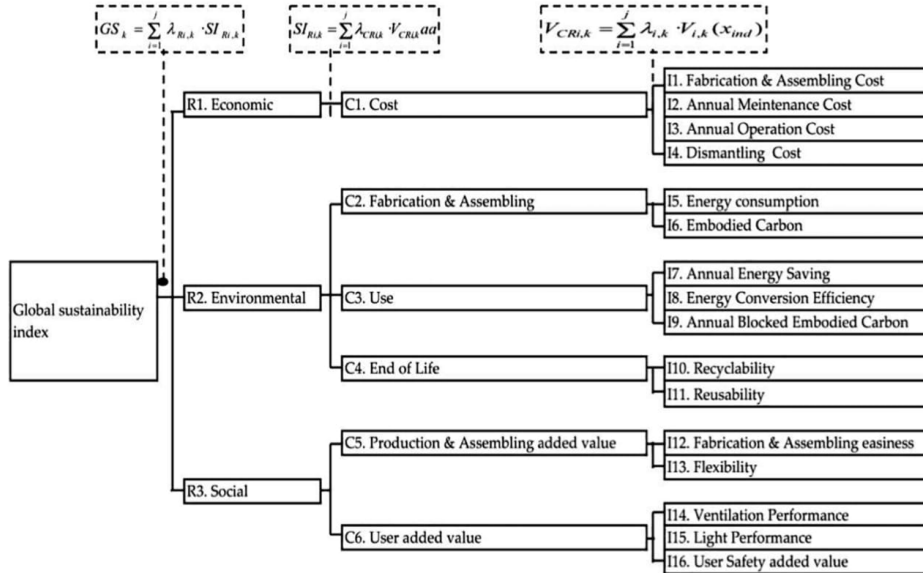 GS_k = \sum_{i=1}^{j} λ_{Ri,k} · SI_{Ri,k}
SI_{Ri,k} = \sum_{i=1}^{j} λ_{CRi,k} · V_{CRi,k}aa
V_{CRi,k} = \sum_{i=1}^{j} λ_{i,k} · V_{i,k}(x_{ind})
Global sustainability
index
R1. Economic
C1. Cost
I1. Fabrication & Assembling Cost
I2. Annual Meintenance Cost
I3. Annual Operation Cost
I4. Dismantling Cost
R2. Environmental
C2. Fabrication & Assembling
I5. Energy consumption
I6. Embodied Carbon
C3. Use
I7. Annual Energy Saving
I8. Energy Conversion Efficiency
I9. Annual Blocked Embodied Carbon
C4. End of Life
I10. Recyclability
I11. Reusability
R3. Social
C5. Production & Assembling added value
I12. Fabrication & Assembling easiness
I13. Flexibility
C6. User added value
I14. Ventilation Performance
I15. Light Performance
I16. User Safety added value